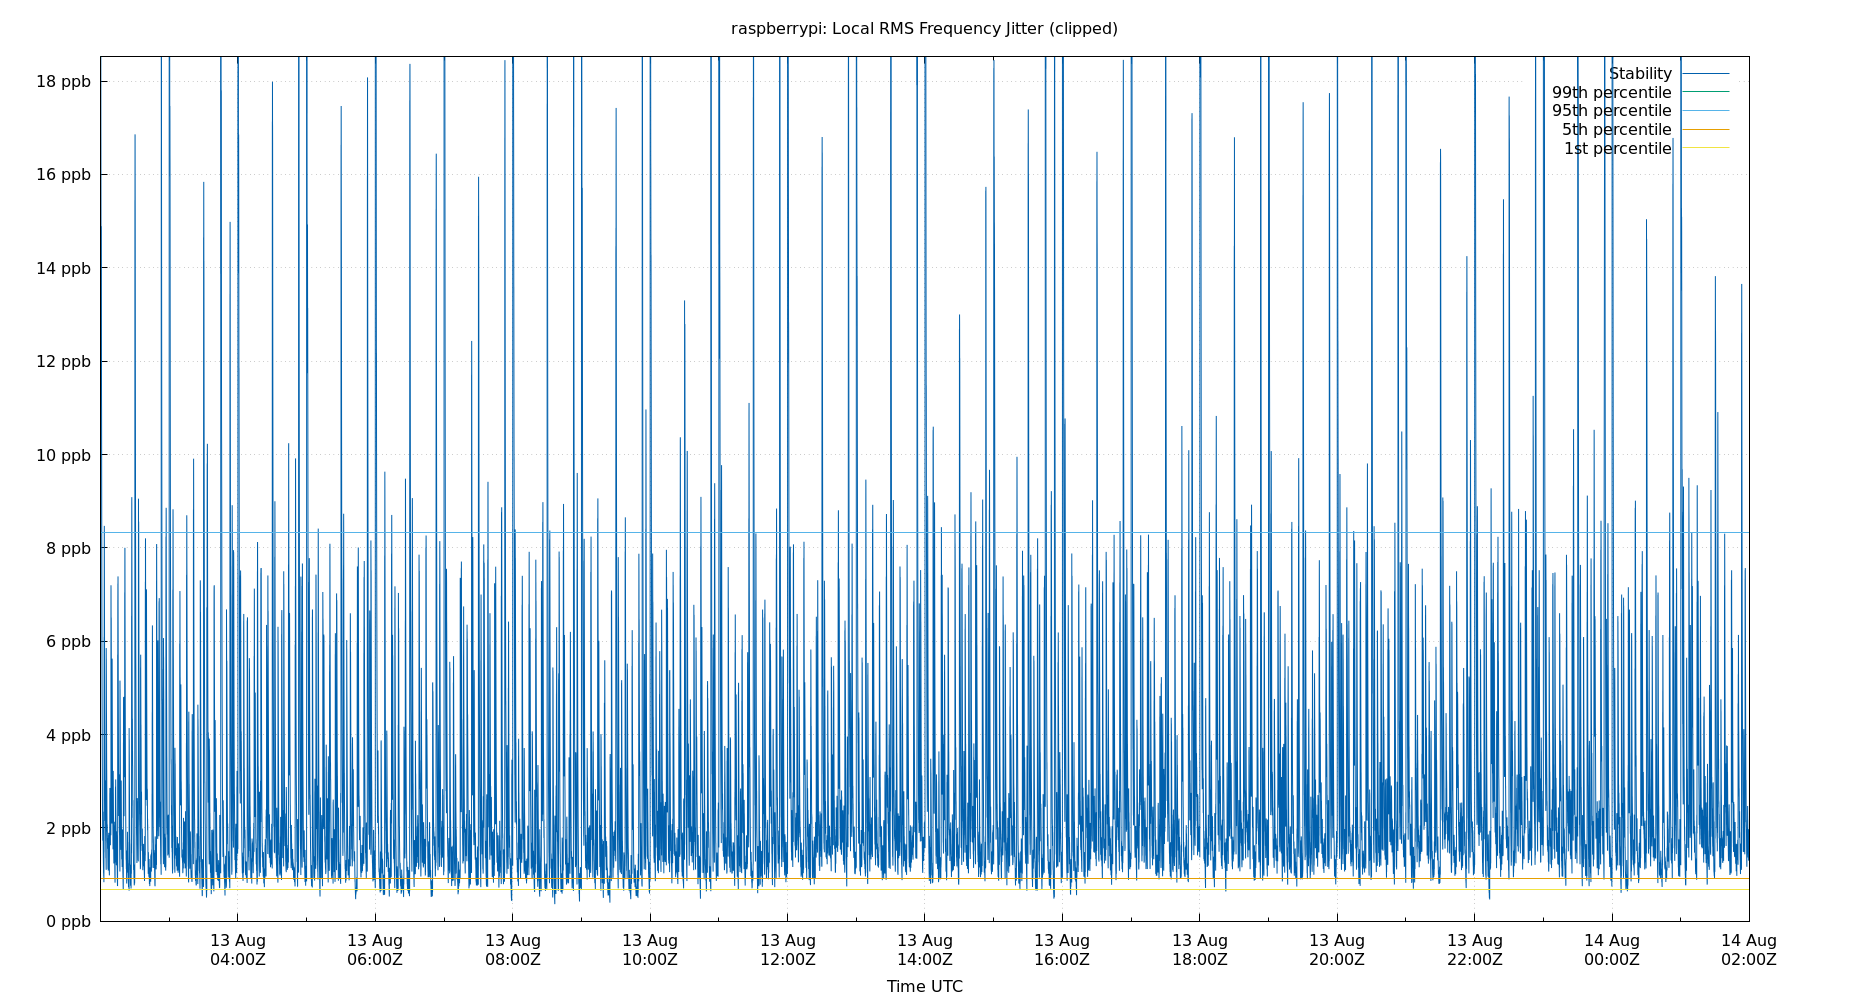 raspberrypi: Local RMS Frequency Jitter (clipped)
18 ppb
16 ppb
14 ppb
12 ppb
10 ppb
8 ppb
6 ppb
4 ppb
2 ppb
0 ppb
Stability
99th percentile
95th percentile
5th percentile
1st percentile
13 Aug 13 Aug 13 Aug 13 Aug 13 Aug 13 Aug 13 Aug 13 Aug 13 Aug 13 Aug 14 Aug 14 Aug
04:00Z 06:00Z 08:00Z 10:00Z 12:00Z 14:00Z 16:00Z 18:00Z 20:00Z 22:00Z 00:00Z 02:00Z
Time UTC